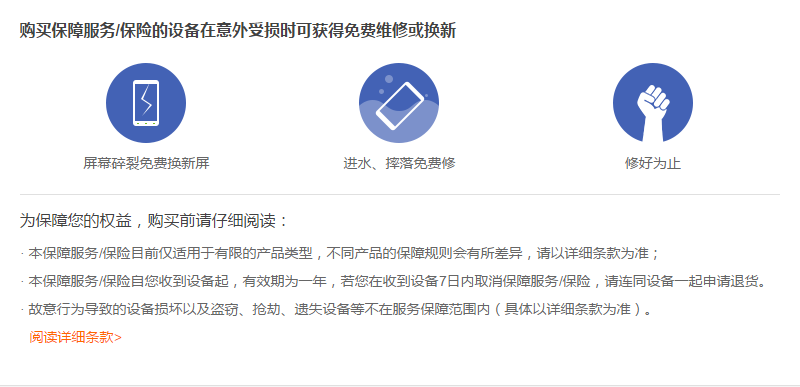 购买保障服务/保险的设备在意外受损时可获得免费维修或换新
屏幕碎裂免费换新屏
进水、摔落免费修
修好为止
为保障您的权益，购买前请仔细阅读：
· 本保障服务/保险目前仅适用于有限的产品类型，不同产品的保障规则会有所差异，请以详细条款为准；
· 本保障服务/保险自您收到设备起，有效期为一年，若您在收到设备7日内取消保障服务/保险，请连同设备一起申请退货。
· 故意行为导致的设备损坏以及盗窃、抢劫、遗失设备等不在服务保障范围内（具体以详细条款为准）。
阅读详细条款>